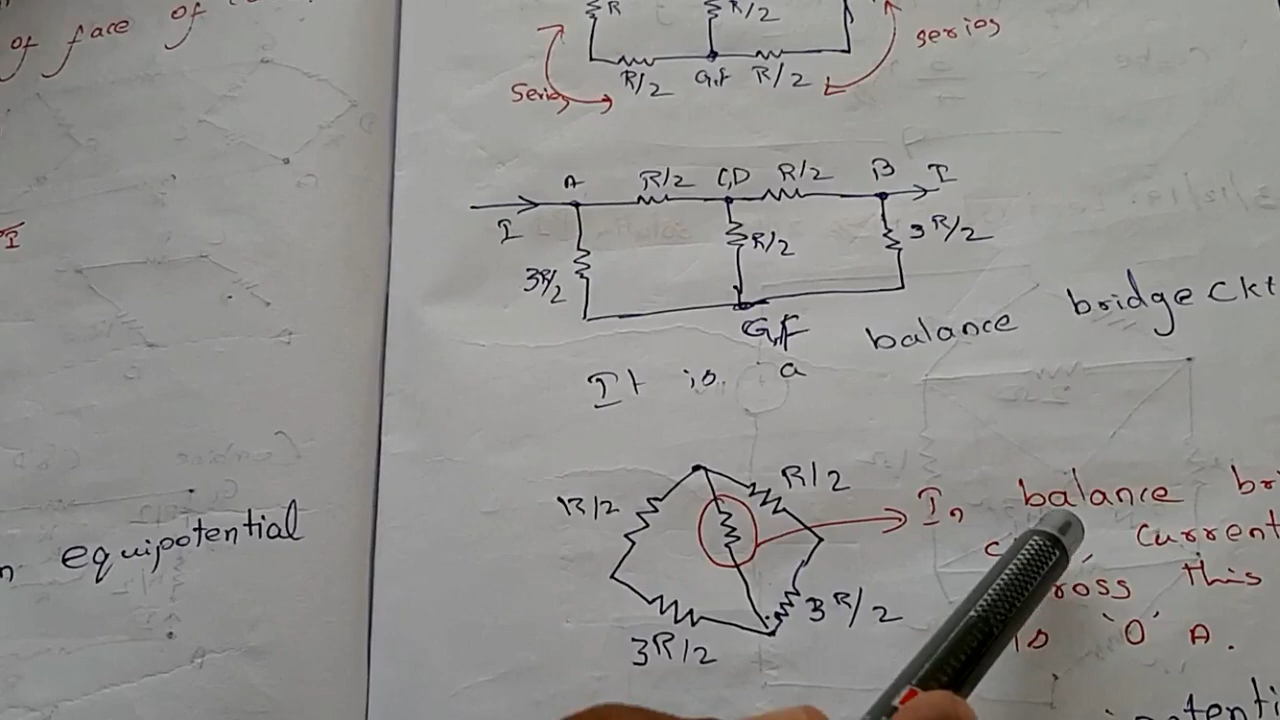 of face of
R R/2
series
R/2 G,F R/2
Series
A R/2 C,D R/2 B I
I
R/2 3R/2
3R/2
G,F
It is a balance bridge Ckt
R/2 R/2
In balance
current
this
is '0' A.
3R/2 3R/2
equipotential
I